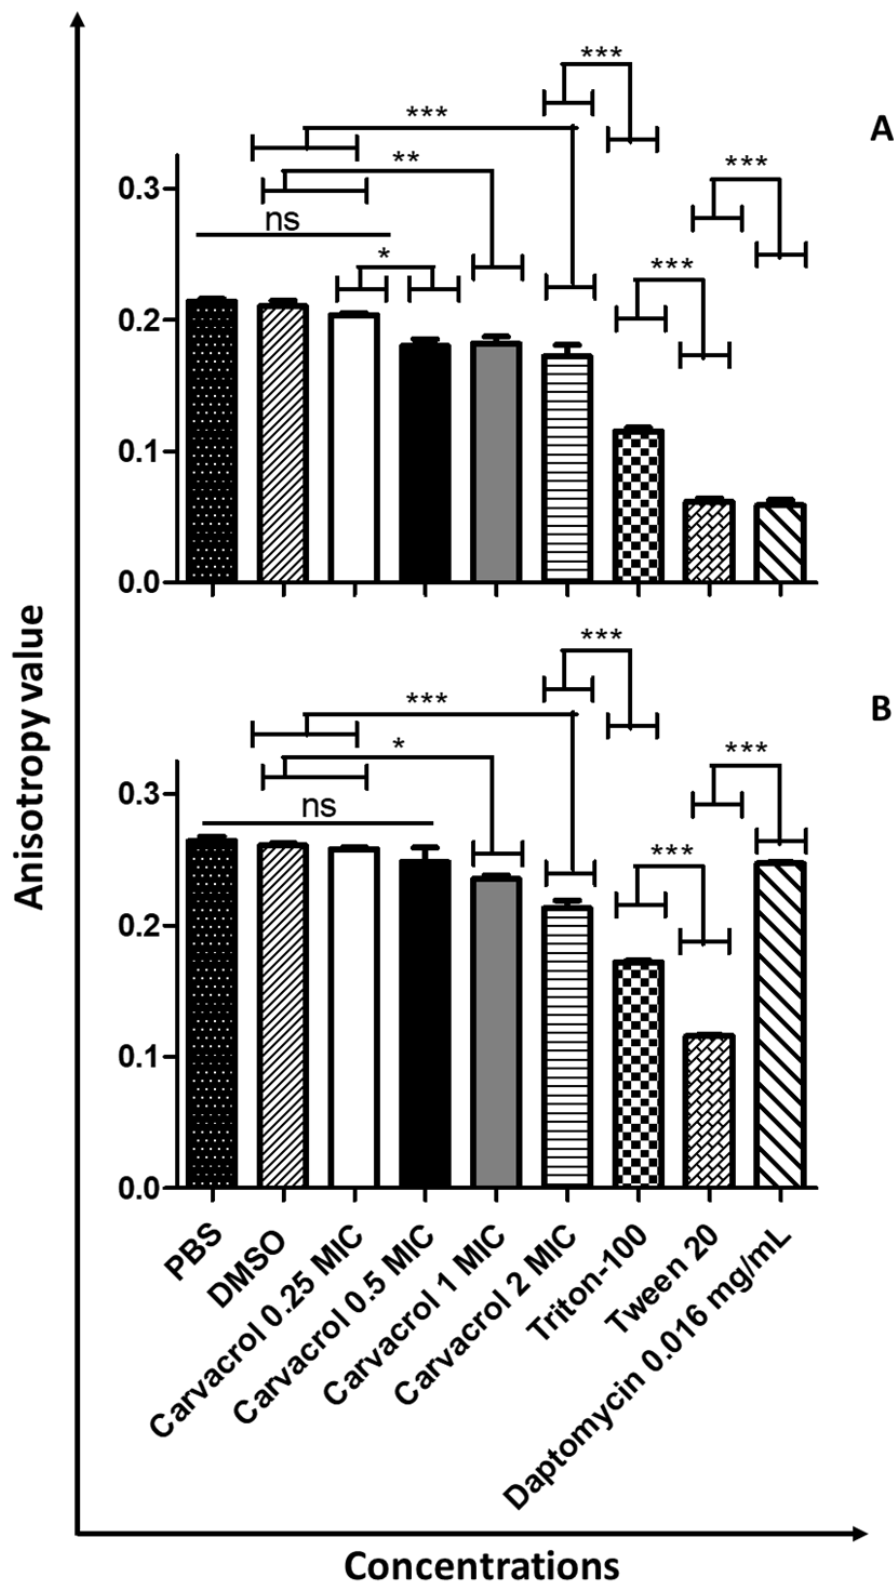 ***
A
***
***
**
0.3
ns
*
***
0.2
0.1
0.0
***
B
***
*
***
0.3
ns
***
0.2
0.1
0.0
Anisotropy value
PBS
DMSO
Carvacrol 0.25 MIC
Carvacrol 0.5 MIC
Carvacrol 1 MIC
Carvacrol 2 MIC
Triton-100
Tween 20
Daptomycin 0.016 mg/mL
Concentrations